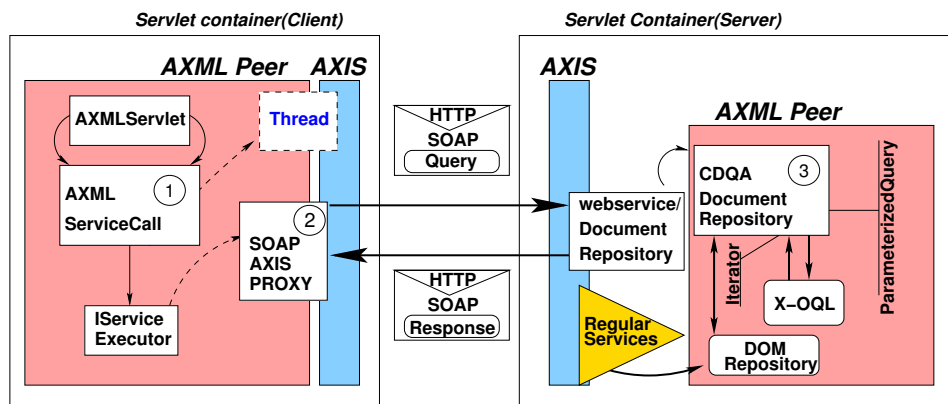 Servlet container(Client)
AXML Peer
AXIS
AXMLServlet
Thread
1
AXML
ServiceCall
2
SOAP
AXIS
PROXY
IService
Executor
HTTP
SOAP
Query
HTTP
SOAP
Response
Servlet Container(Server)
AXIS
AXML Peer
webservice/
Document
Repository
3
CDQA
Document
Repository
ParameterizedQuery
Iterator
X–OQL
Regular
Services
DOM
Repository